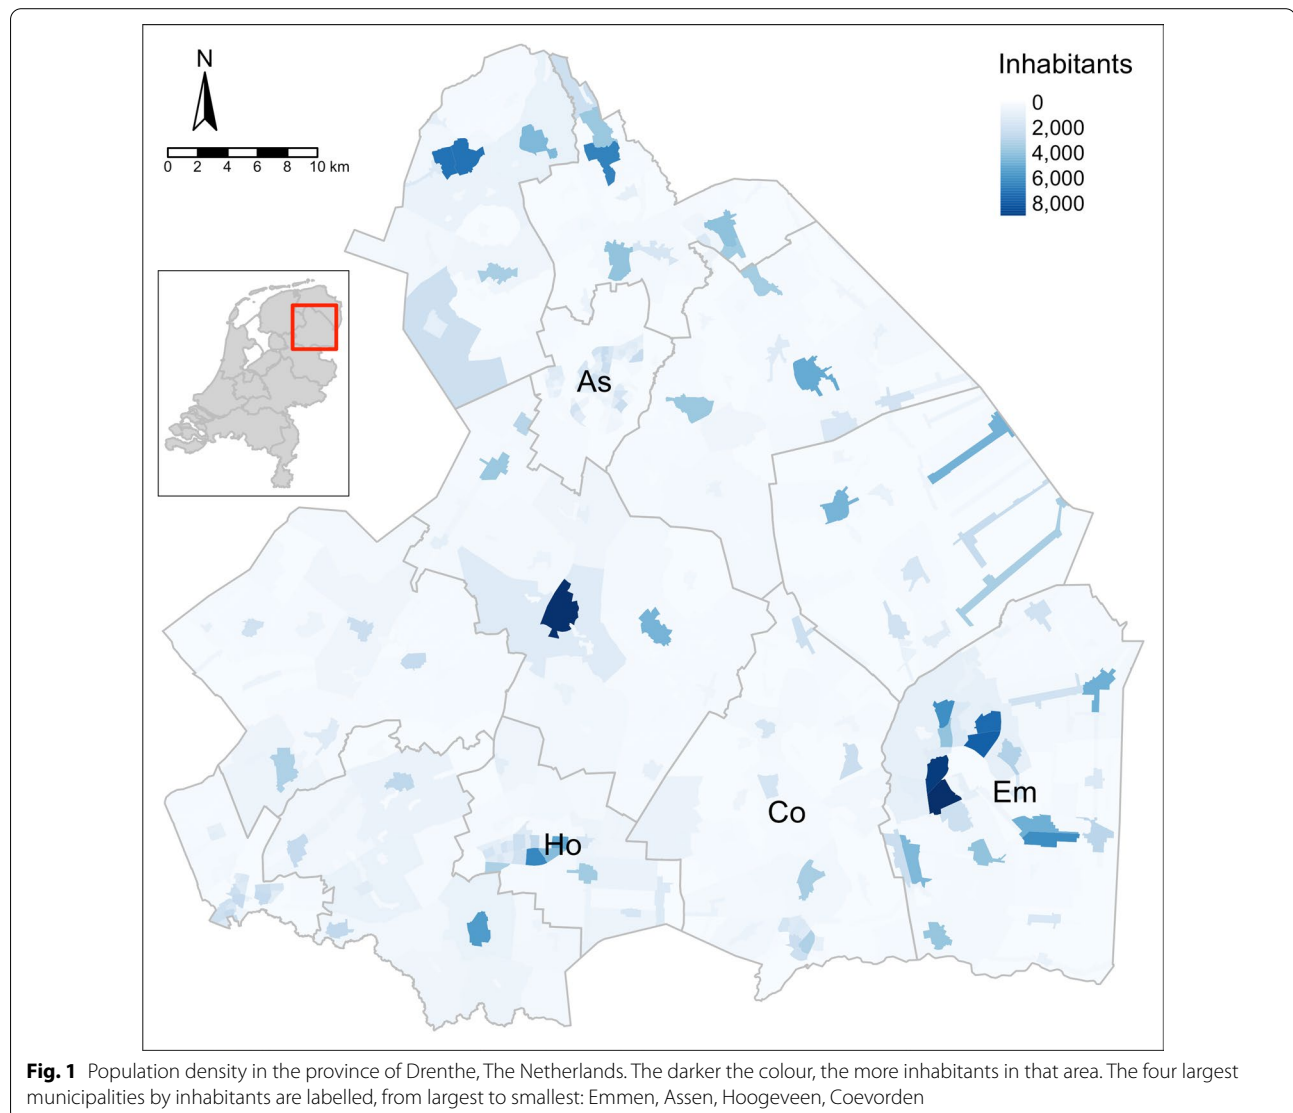 N
0 2 4 6 8 10 km
Inhabitants
0
2,000
4,000
6,000
8,000
As
Ho
Co
Em
Fig. 1 Population density in the province of Drenthe, The Netherlands. The darker the colour, the more inhabitants in that area. The four largest
municipalities by inhabitants are labelled, from largest to smallest: Emmen, Assen, Hoogeveen, Coevorden